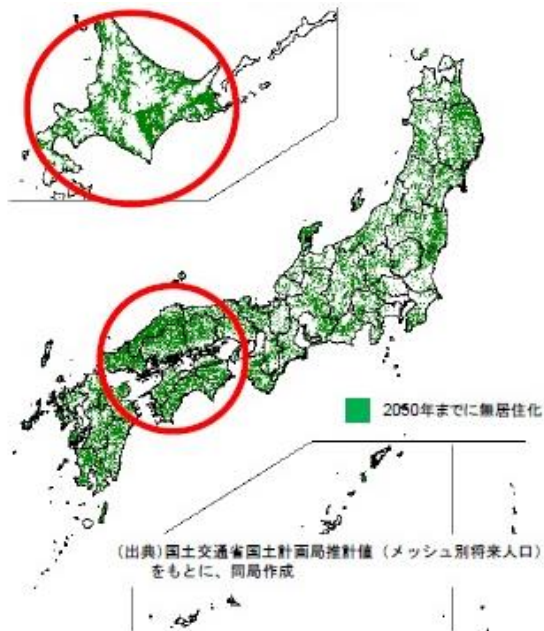 2050年までに無居住化
(出典)国土交通省国土計画局推計値（メッシュ別将来人口）
をもとに、同局作成